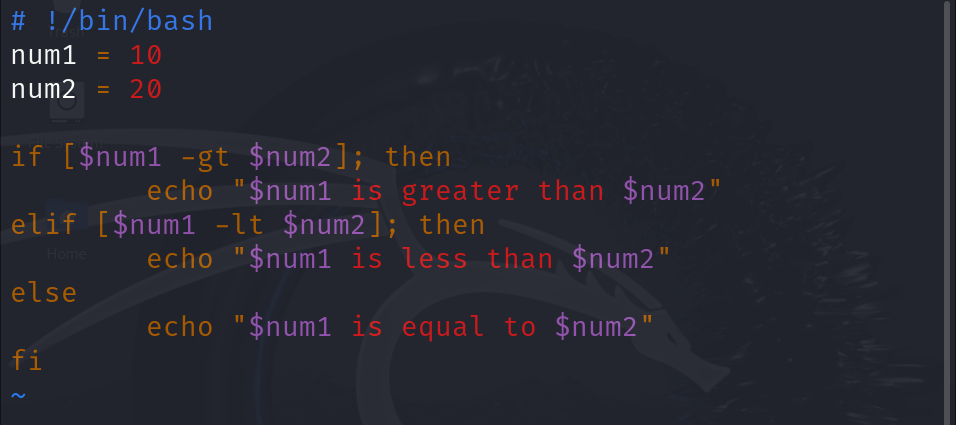 # !/bin/bash
num1 = 10
num2 = 20

if [$num1 -gt $num2]; then
        echo "$num1 is greater than $num2"
elif [$num1 -lt $num2]; then
        echo "$num1 is less than $num2"
Home
else
        echo "$num1 is equal to $num2"
fi
~